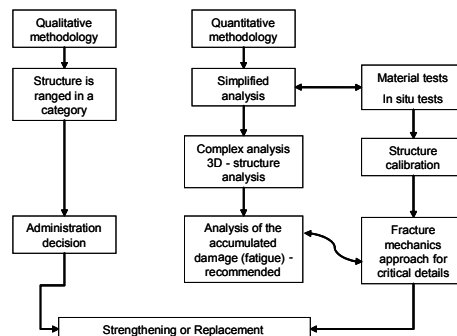 Qualitative
methodology
Structure is
ranged in a
category
Administration
decision
Quantitative
methodology
Simplified
analysis
Complex analysis
3D - structure
analysis
Analysis of the
accumulated
damage (fatigue) -
recommended
Material tests
In situ tests
Structure
calibration
Fracture
mechanics
approach for
critical details
Strengthening or Replacement